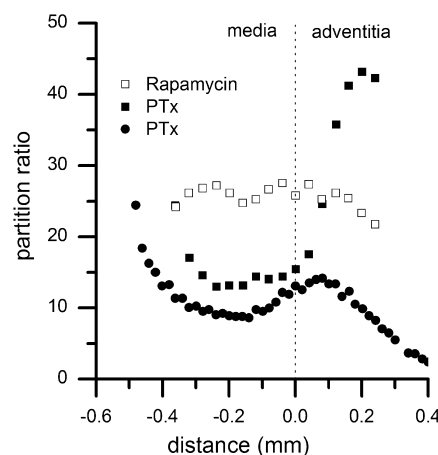 50
media adventitia
Rapamycin
PTx
PTx
40
30
20
10
0
partition ratio
-0.6 -0.4 -0.2 0.0 0.2 0.4
distance (mm)